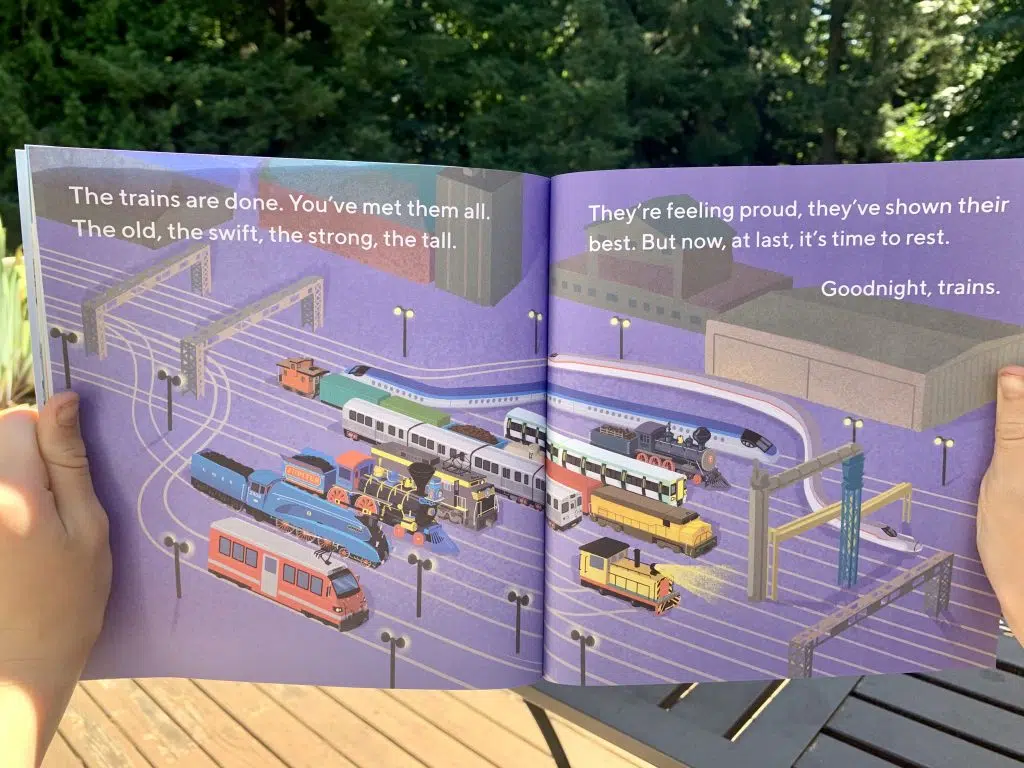 The trains are done. You've met them all.
The old, the swift, the strong, the tall.
They're feeling proud, they've shown their
best. But now, at last, it's time to rest.
Goodnight, trains.
JUPITER